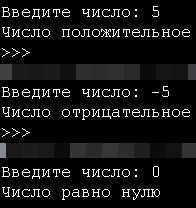 Введите число: 5
Число положительное
>>>
Введите число: -5
Число отрицательное
>>>
Введите число: 0
Число равно нулю